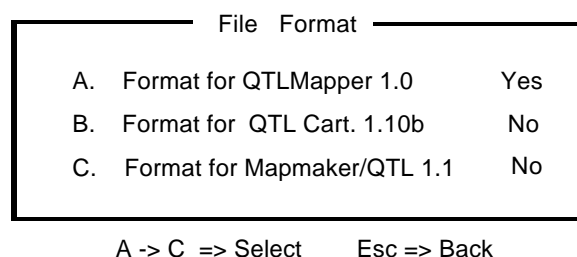 File Format
A. Format for QTLMapper 1.0 Yes
B. Format for QTL Cart. 1.10b No
C. Format for Mapmaker/QTL 1.1 No
A -> C => Select Esc => Back